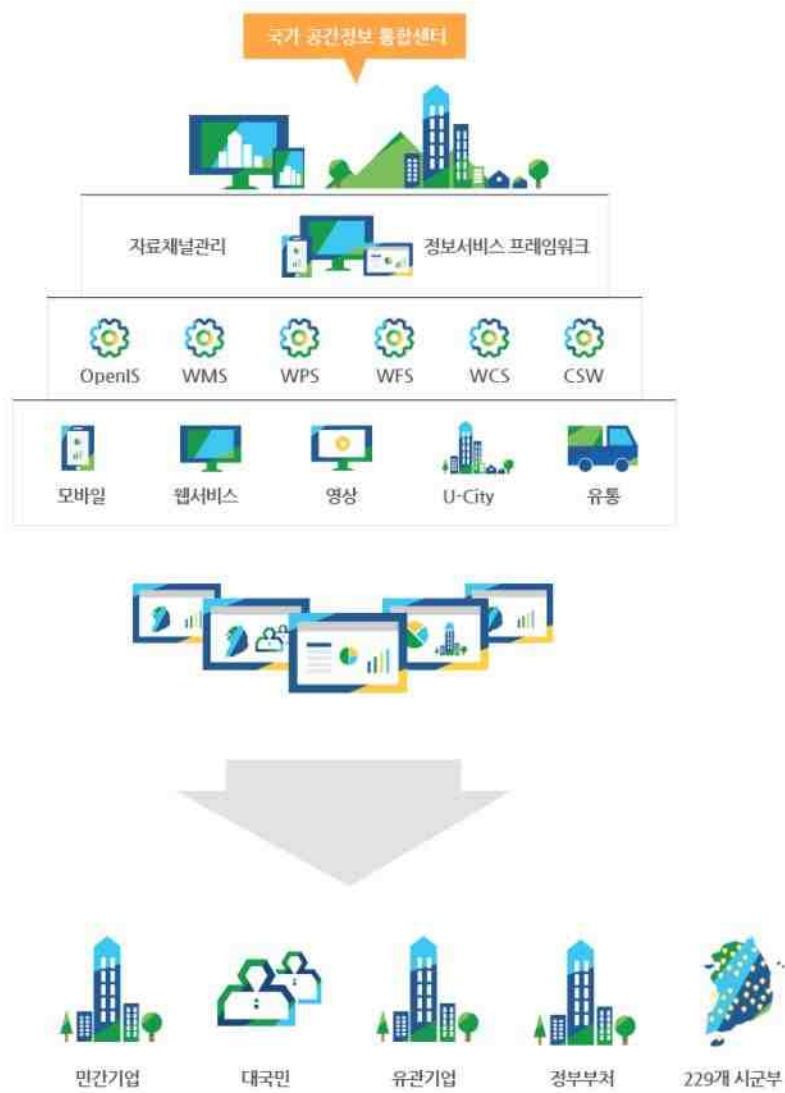 국가 공간정보 통합센터
자료채널관리
정보서비스 프레임워크
OpenIS WMS WPS WFS WCS CSW
모바일 웹서비스 영상 U-City 유통
민간기업 대국민 유관기업 정부부처 229개 시군부